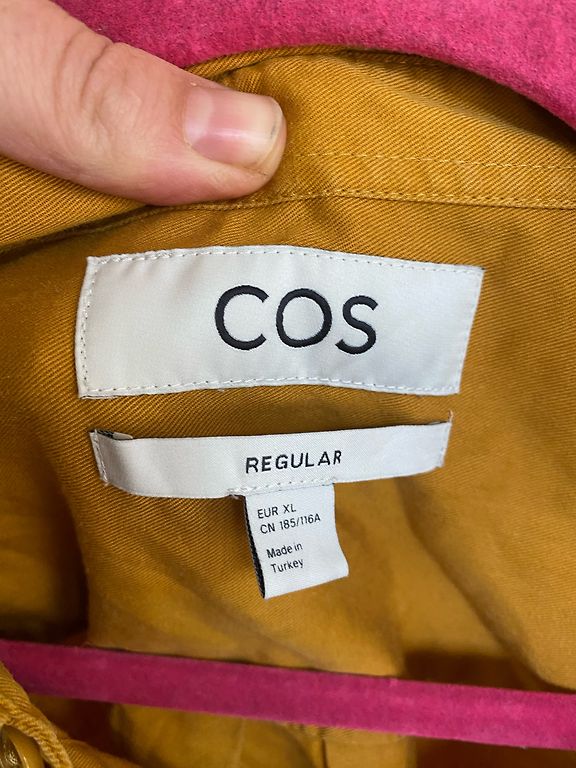 COS
REGULAR
EUR XL
CN 185/116A
Made in
Turkey